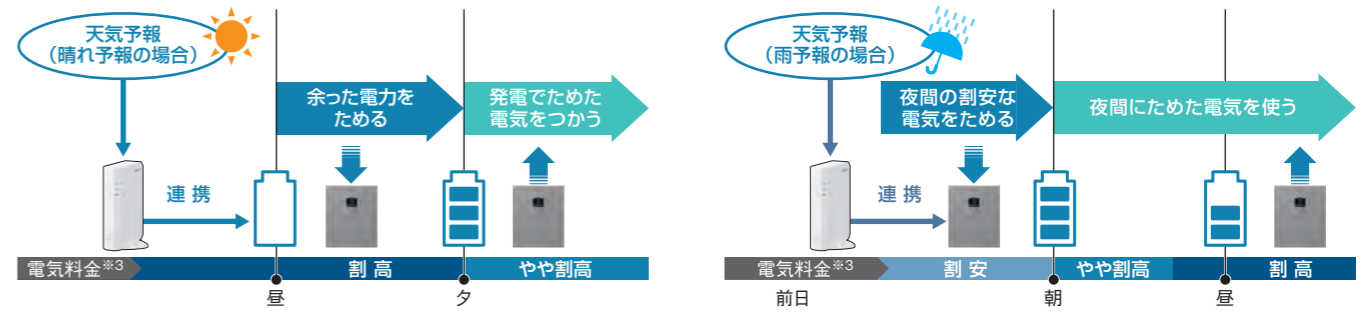 天気予報
（晴れ予報の場合）
余った電力を
ためる
発電でためた
電気をつかう
連携
電気料金※3
割高
やや割高
昼
夕
天気予報
（雨予報の場合）
夜間の割安な
電気をためる
夜間にためた電気を使う
連携
電気料金※3
割安
やや割高
割高
前日
朝
昼